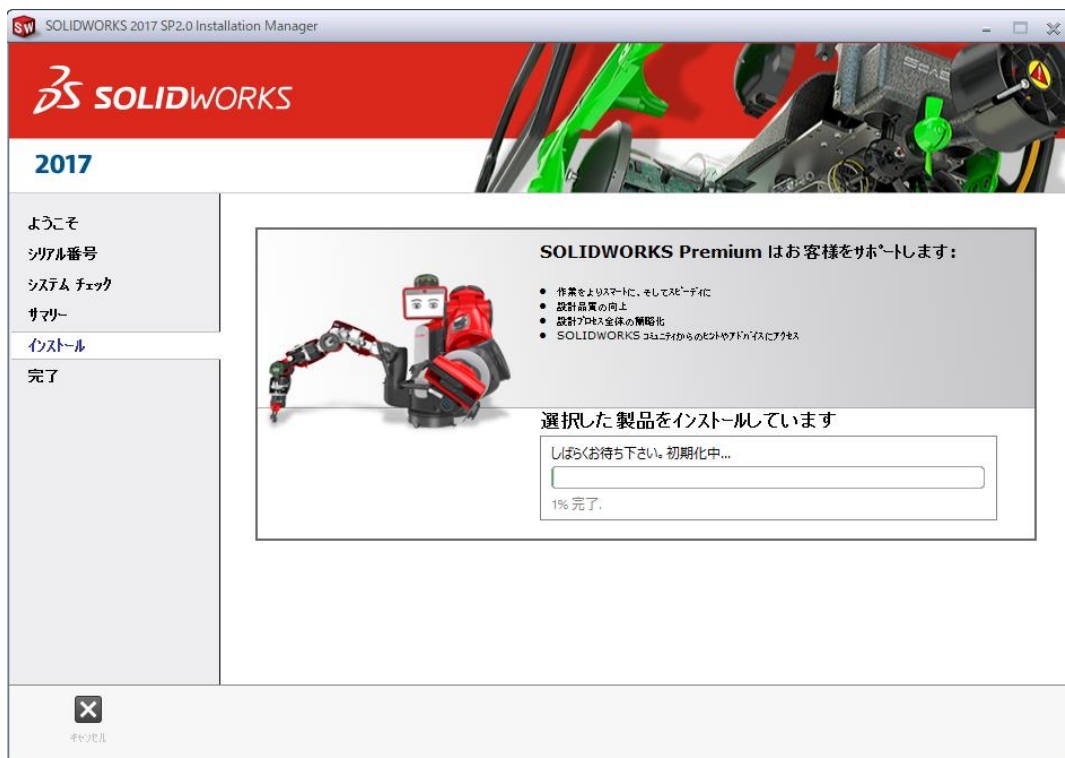 SOLIDWORKS 2017 SP2.0 Installation Manager
SOLIDWORKS
2017
ようこそ
シリアル番号
システム チェック
サマリー
インストール
完了
SOLIDWORKS Premium はお客様をサポートします:
● 作業をよりスマートに、そしてスピーディに
● 設計品質の向上
● 設計プロセス全体の簡略化
● SOLIDWORKS コミュニティからのヒントやアドバイスにアクセス
選択した製品をインストールしています
しばらくお待ち下さい。初期化中...
1% 完了.
キャンセル